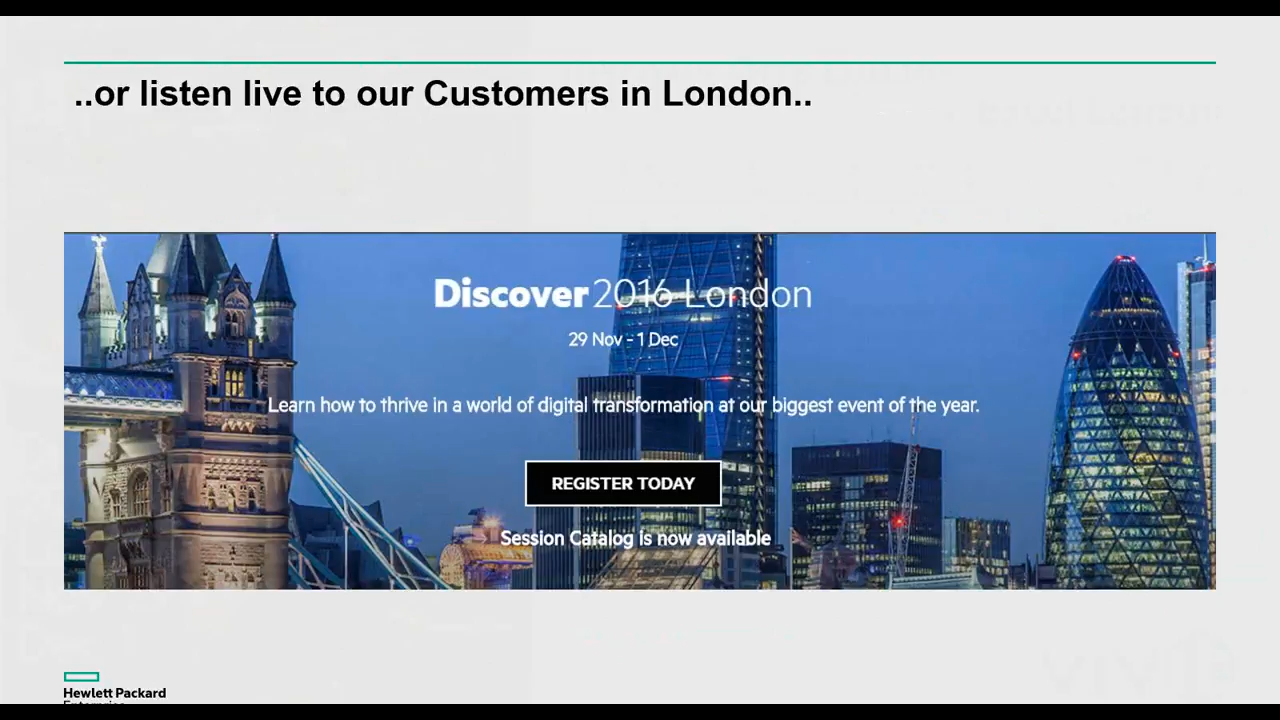 ..or listen live to our Customers in London..
Discover 2016 London
29 Nov - 1 Dec
Learn how to thrive in a world of digital transformation at our biggest event of the year.
REGISTER TODAY
Session Catalog is now available
Hewlett Packard
Enterprise